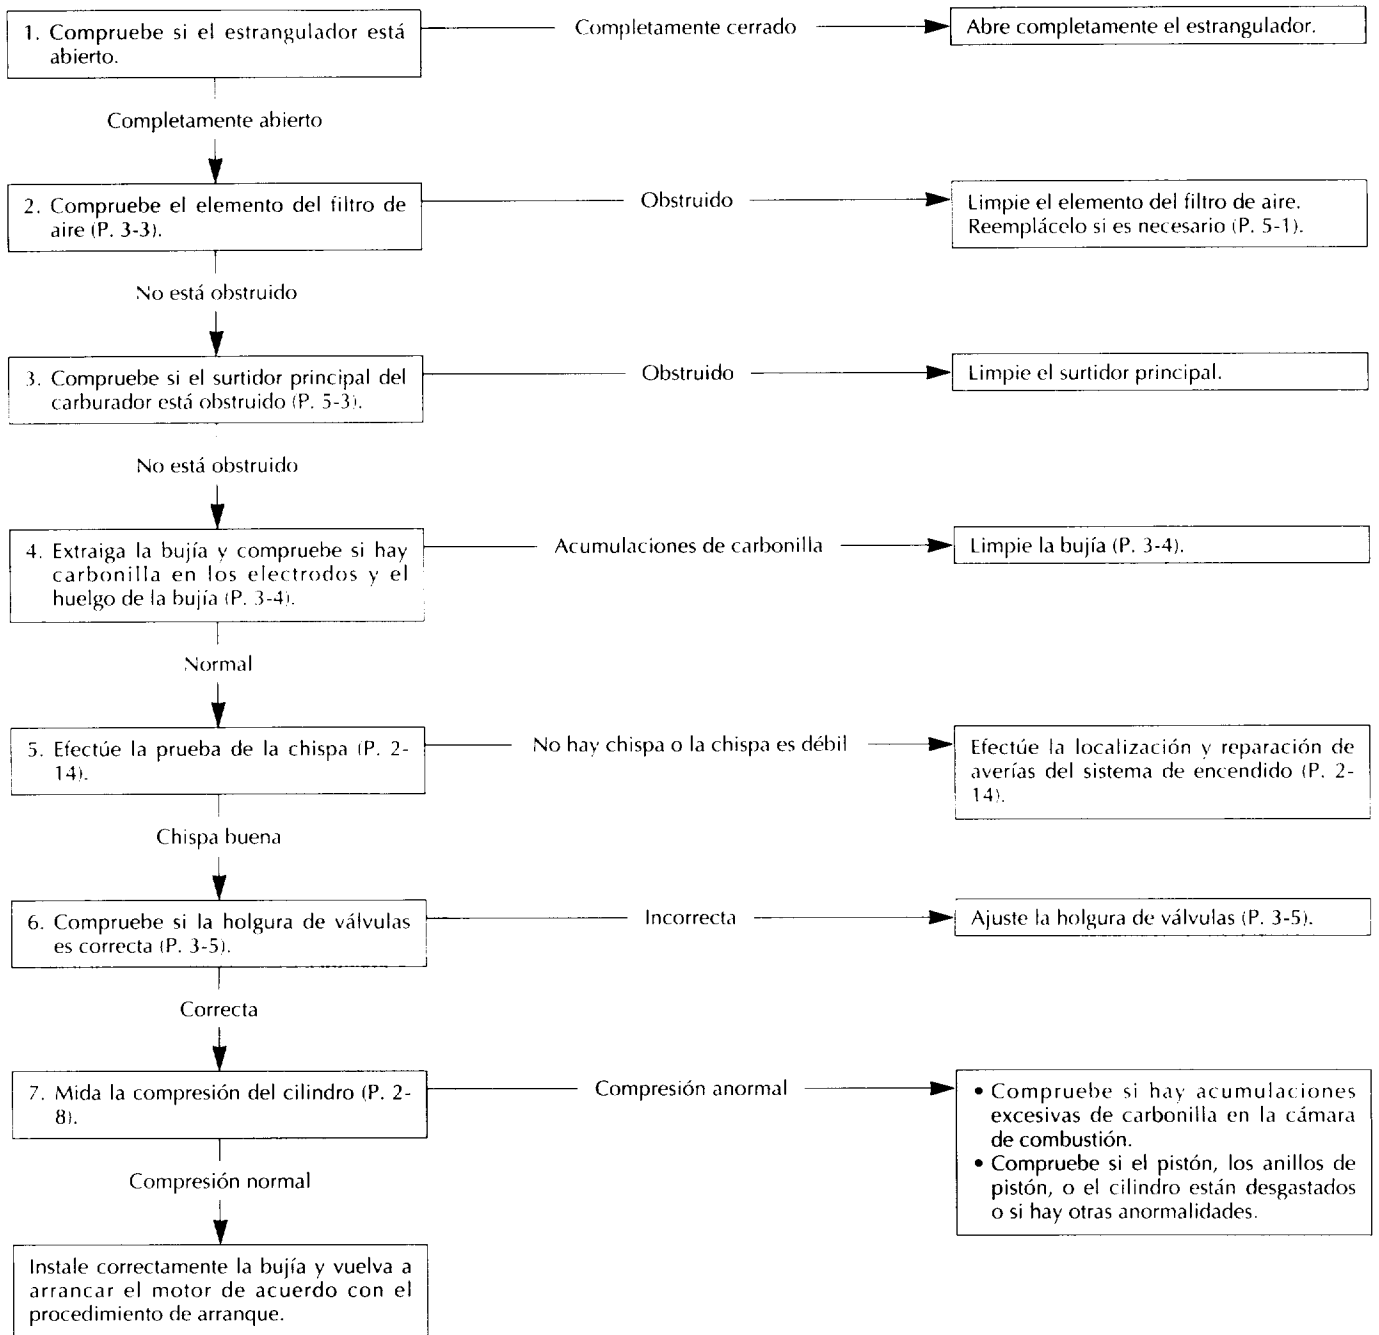 1. Compruebe si el estrangulador está
abierto.
Completamente cerrado
Abre completamente el estrangulador.
Completamente abierto
2. Compruebe el elemento del filtro de
aire (P. 3-3).
Obstruido
Limpie el elemento del filtro de aire.
Reemplácelo si es necesario (P. 5-1).
No está obstruido
3. Compruebe si el surtidor principal del
carburador está obstruido (P. 5-3).
Obstruido
Limpie el surtidor principal.
No está obstruido
4. Extraiga la bujía y compruebe si hay
carbonilla en los electrodos y el
huelgo de la bujía (P. 3-4).
Acumulaciones de carbonilla
Limpie la bujía (P. 3-4).
Normal
5. Efectúe la prueba de la chispa (P. 2-
14).
No hay chispa o la chispa es débil
Efectúe la localización y reparación de
averías del sistema de encendido (P. 2-
14).
Chispa buena
6. Compruebe si la holgura de válvulas
es correcta (P. 3-5).
Incorrecta
Ajuste la holgura de válvulas (P. 3-5).
Correcta
7. Mida la compresión del cilindro (P. 2-
8).
Compresión anormal
• Compruebe si hay acumulaciones
excesivas de carbonilla en la cámara
de combustión.
• Compruebe si el pistón, los anillos de
pistón, o el cilindro están desgastados
o si hay otras anormalidades.
Compresión normal
Instale correctamente la bujía y vuelva a
arrancar el motor de acuerdo con el
procedimiento de arranque.